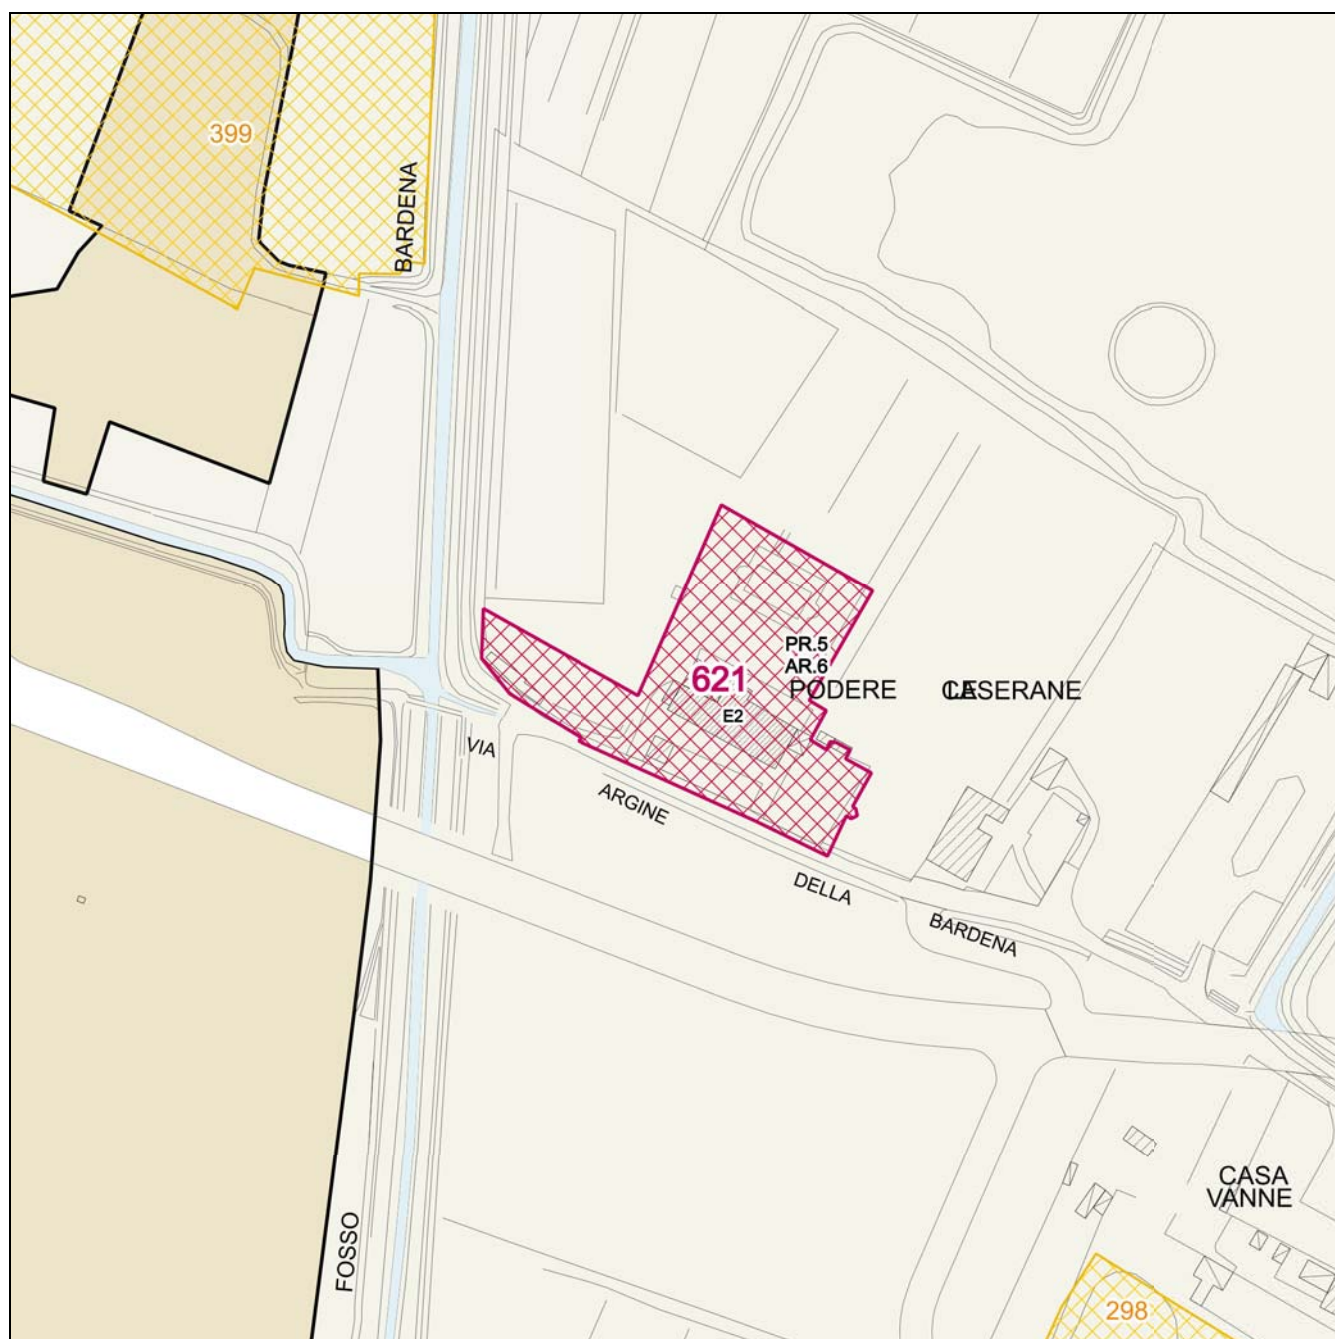 399
BARDENA
PR.5
AR.6
621
E2
PODERE LE CASERANE
VIA ARGINE DELLA BARDENA
CASA
VANNE
FOSSO
298